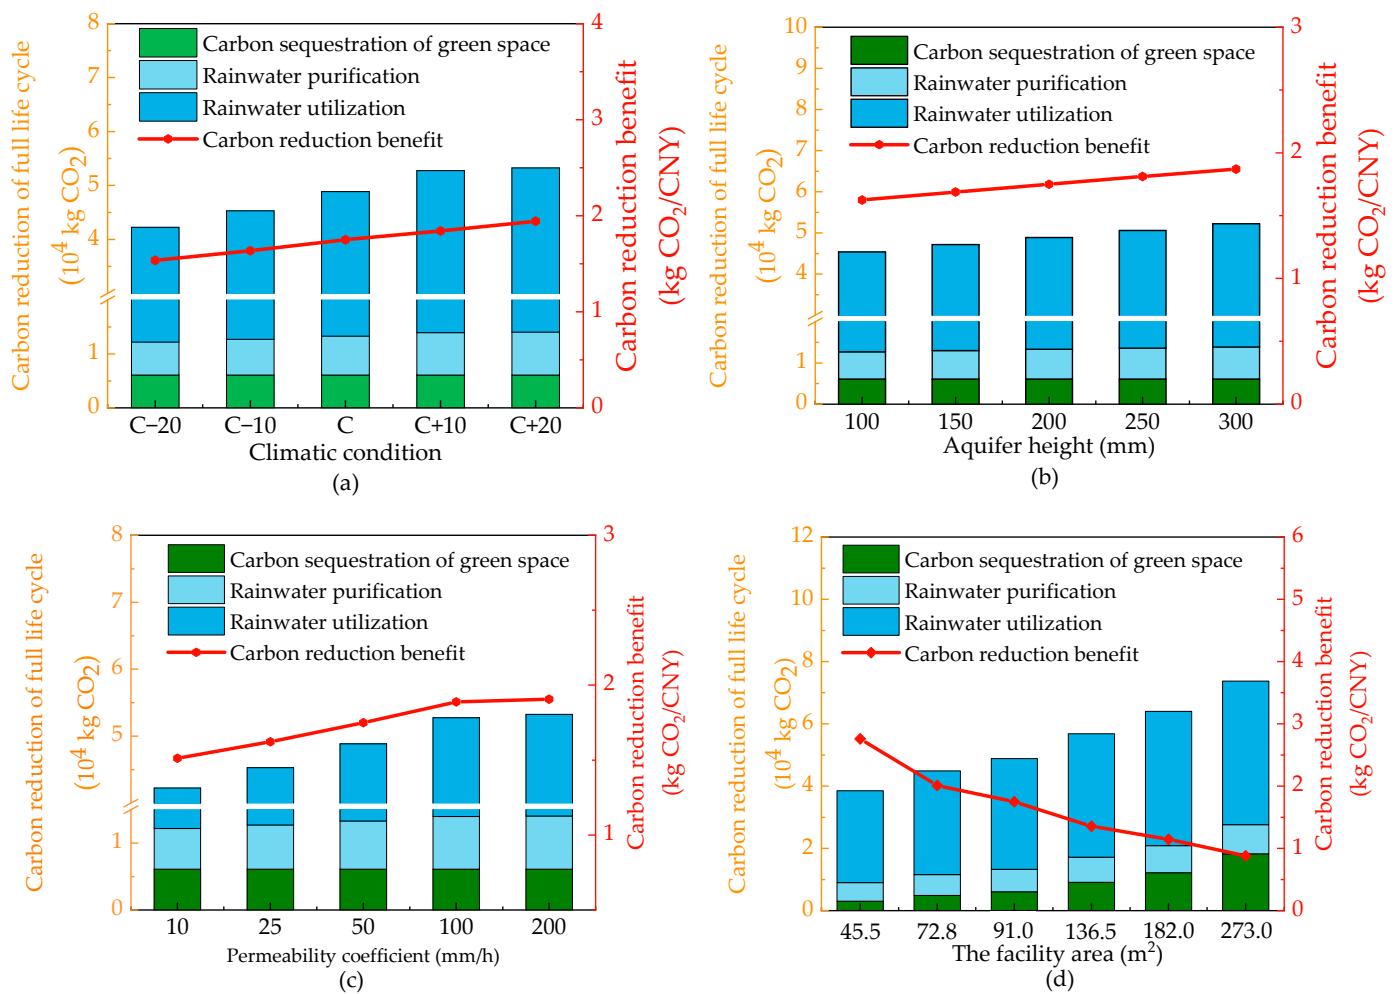 Carbon reduction of full life cycle
(10⁴ kg CO₂)
8
7
6
5
4
1
0
Carbon sequestration of green space
Rainwater purification
Rainwater utilization
Carbon reduction benefit
4
3
2
1
0
Carbon reduction benefit
(kg CO₂/CNY)
C−20 C−10 C C+10 C+20
Climatic condition
(a)
Carbon reduction of full life cycle
(10⁴ kg CO₂)
10
9
8
7
6
5
4
1
0
Carbon sequestration of green space
Rainwater purification
Rainwater utilization
Carbon reduction benefit
3
2
1
0
Carbon reduction benefit
(kg CO₂/CNY)
100 150 200 250 300
Aquifer height (mm)
(b)
Carbon reduction of full life cycle
(10⁴ kg CO₂)
8
7
6
5
1
0
Carbon sequestration of green space
Rainwater purification
Rainwater utilization
Carbon reduction benefit
3
2
1
Carbon reduction benefit
(kg CO₂/CNY)
10 25 50 100 200
Permeability coefficient (mm/h)
(c)
Carbon reduction of full life cycle
(10⁴ kg CO₂)
12
10
8
6
4
2
0
Carbon sequestration of green space
Rainwater purification
Rainwater utilization
Carbon reduction benefit
6
5
4
3
2
1
0
Carbon reduction benefit
(kg CO₂/CNY)
45.5 72.8 91.0 136.5 182.0 273.0
The facility area (m²)
(d)